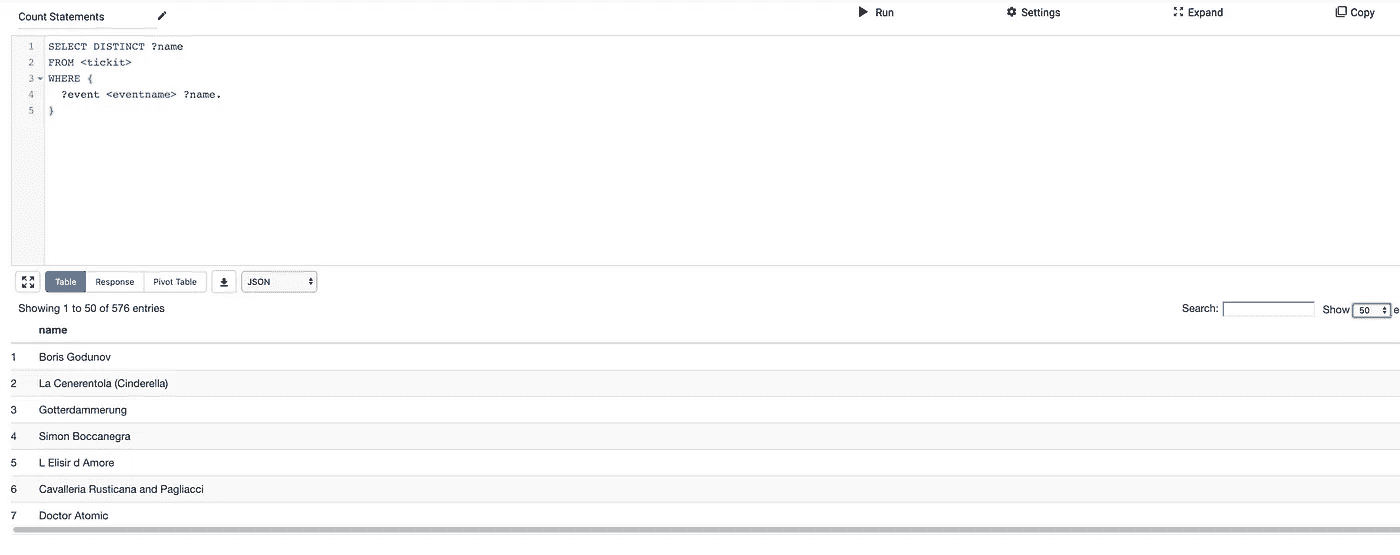 Count Statements
Run Settings Expand Copy
1 SELECT DISTINCT ?name
2 FROM <tickit>
3 WHERE {
4 ?event <eventname> ?name.
5 }
Table Response Pivot Table JSON
Showing 1 to 50 of 576 entries
Search: Show 50 e
name
1 Boris Godunov
2 La Cenerentola (Cinderella)
3 Gotterdammerung
4 Simon Boccanegra
5 L Elisir d Amore
6 Cavalleria Rusticana and Pagliacci
7 Doctor Atomic